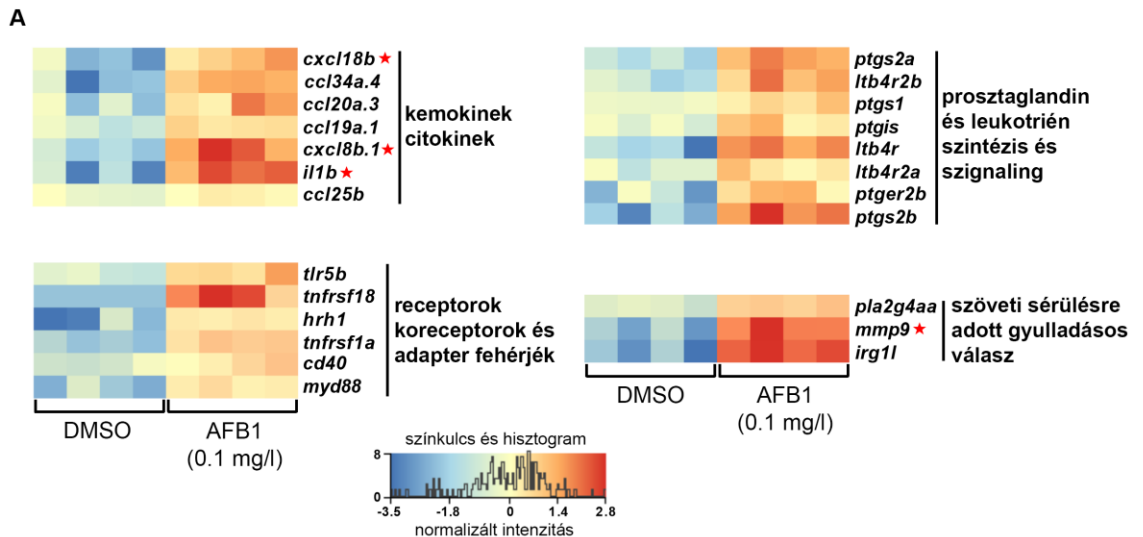 A
cxcl18b ★
ccl34a.4
ccl20a.3
ccl19a.1
cxcl8b.1 ★
il1b ★
ccl25b
kemokinek
citokinek
ptgs2a
ltb4r2b
ptgs1
ptgis
ltb4r
ltb4r2a
ptger2b
ptgs2b
prosztaglandin
és leukotrién
szintézis és
szignaling
tlr5b
tnfrsf18
hrh1
tnfrsf1a
cd40
myd88
receptorok
koreceptorok és
adapter fehérjék
DMSO
AFB1
(0.1 mg/l)
pla2g4aa
mmp9 ★
irg1l
szöveti sérülésre
adott gyulladásos
válasz
DMSO
AFB1
(0.1 mg/l)
színkulcs és hisztogram
8
0
-3.5 -1.8 0 1.4 2.8
normalizált intenzitás